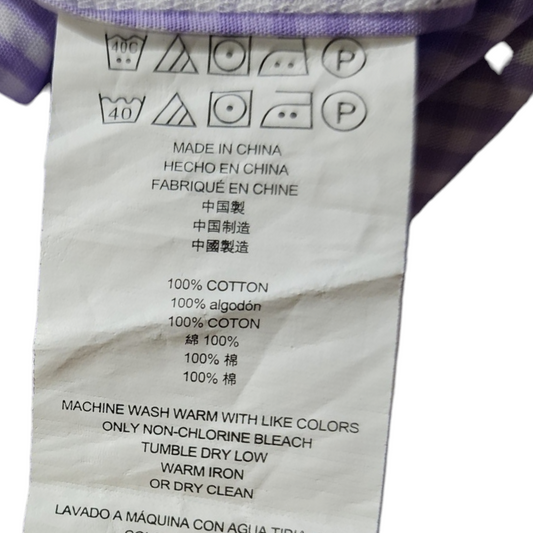 40C P
40 P
MADE IN CHINA
HECHO EN CHINA
FABRIQUÉ EN CHINE
中国製
中国制造
中國製造
100% COTTON
100% algodón
100% COTON
綿 100%
100% 棉
100% 棉
MACHINE WASH WARM WITH LIKE COLORS
ONLY NON-CHLORINE BLEACH
TUMBLE DRY LOW
WARM IRON
OR DRY CLEAN
LAVADO A MÁQUINA CON AGUA